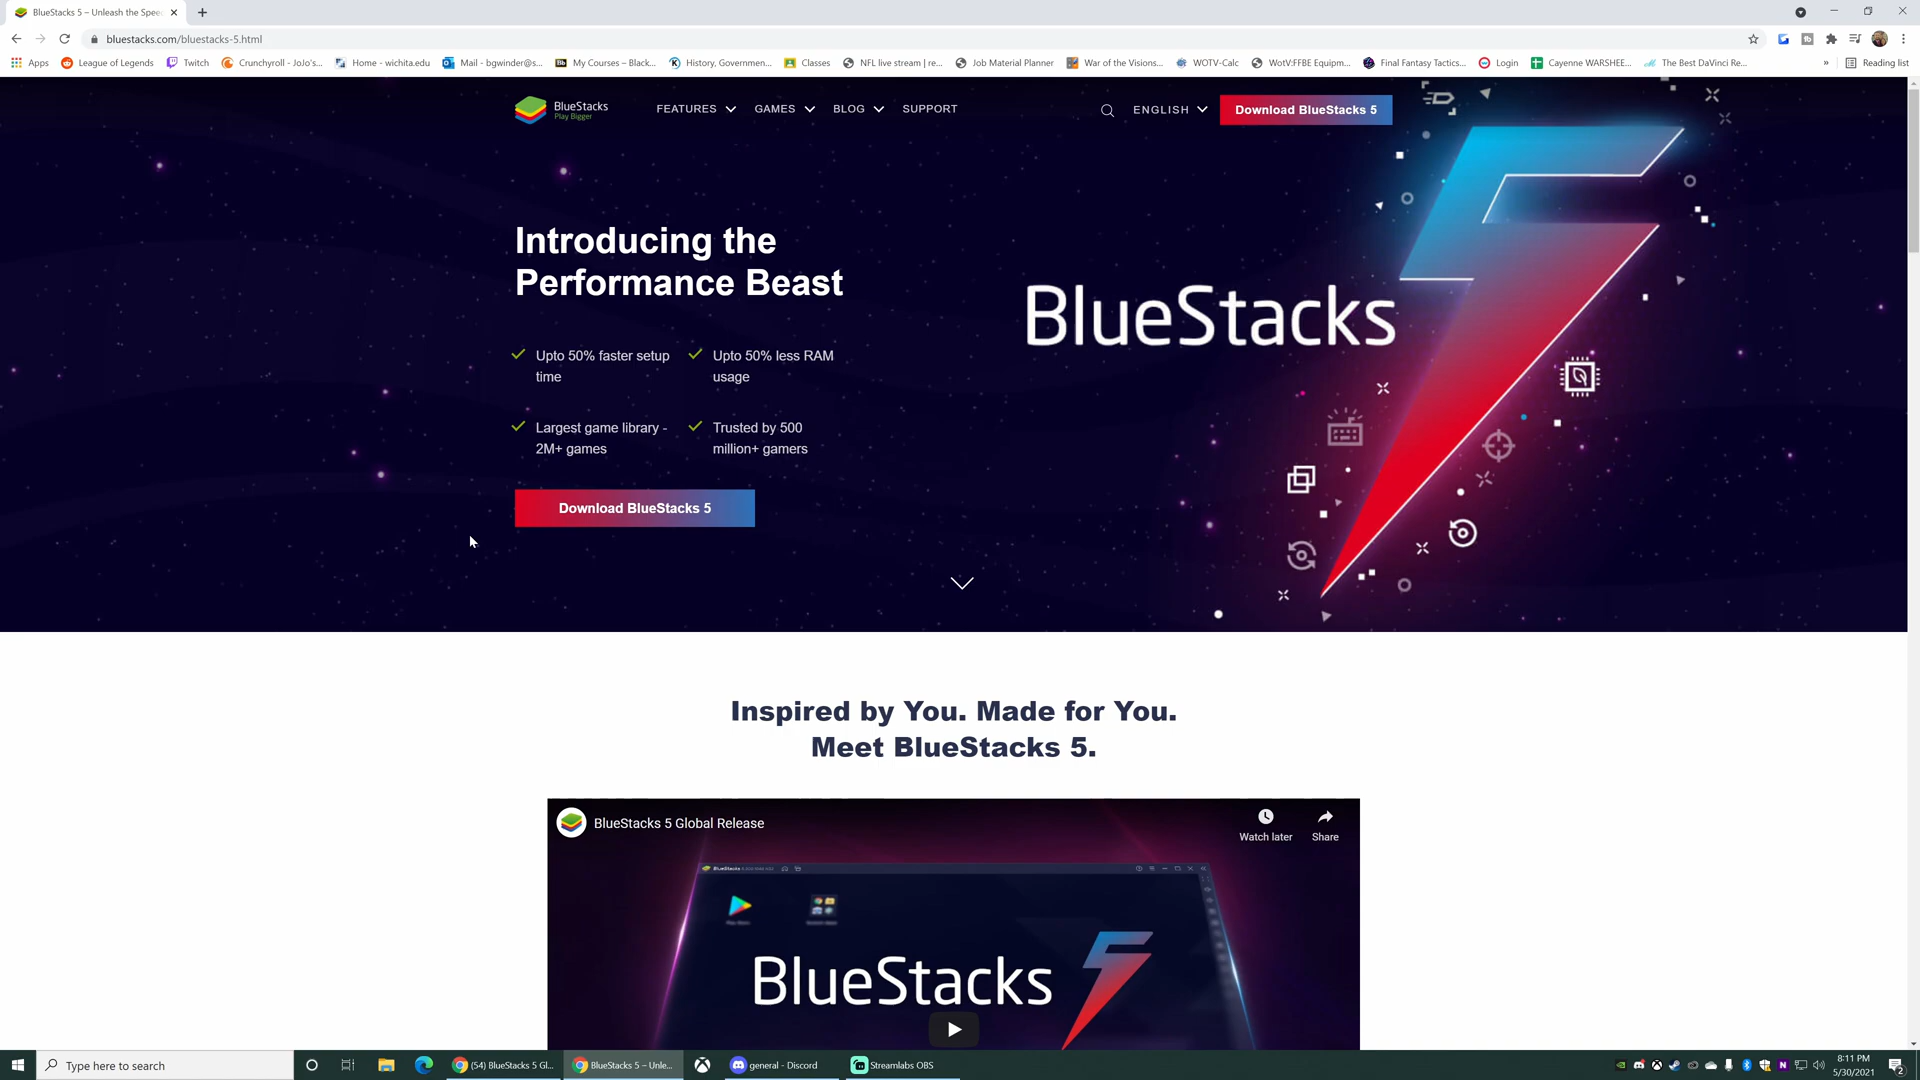 BlueStacks 5 – Unleash the Spee
bluestacks.com/bluestacks-5.html
Apps
League of Legends
Twitch
Crunchyroll - JoJo's...
Home - wichita.edu
Mail - bgwinder@s...
My Courses – Black...
History, Governmen...
Classes
NFL live stream | re...
Job Material Planner
War of the Visions...
WOTV-Calc
WotV:FFBE Equipm...
Final Fantasy Tactics...
Login
Cayenne WARSHEE...
The Best DaVinci Re...
»
Reading list
BlueStacks
Play Bigger
FEATURES
GAMES
BLOG
SUPPORT
ENGLISH
Download BlueStacks 5
Introducing the
Performance Beast
Upto 50% faster setup
time
Upto 50% less RAM
usage
Largest game library -
2M+ games
Trusted by 500
million+ gamers
Download BlueStacks 5
BlueStacks 5
Inspired by You. Made for You.
Meet BlueStacks 5.
BlueStacks 5 Global Release
Watch later
Share
BlueStacks
BlueStacks 5
Type here to search
(54) BlueStacks 5 Gl...
BlueStacks 5 – Unle...
general - Discord
Streamlabs OBS
8:11 PM
5/30/2021
2